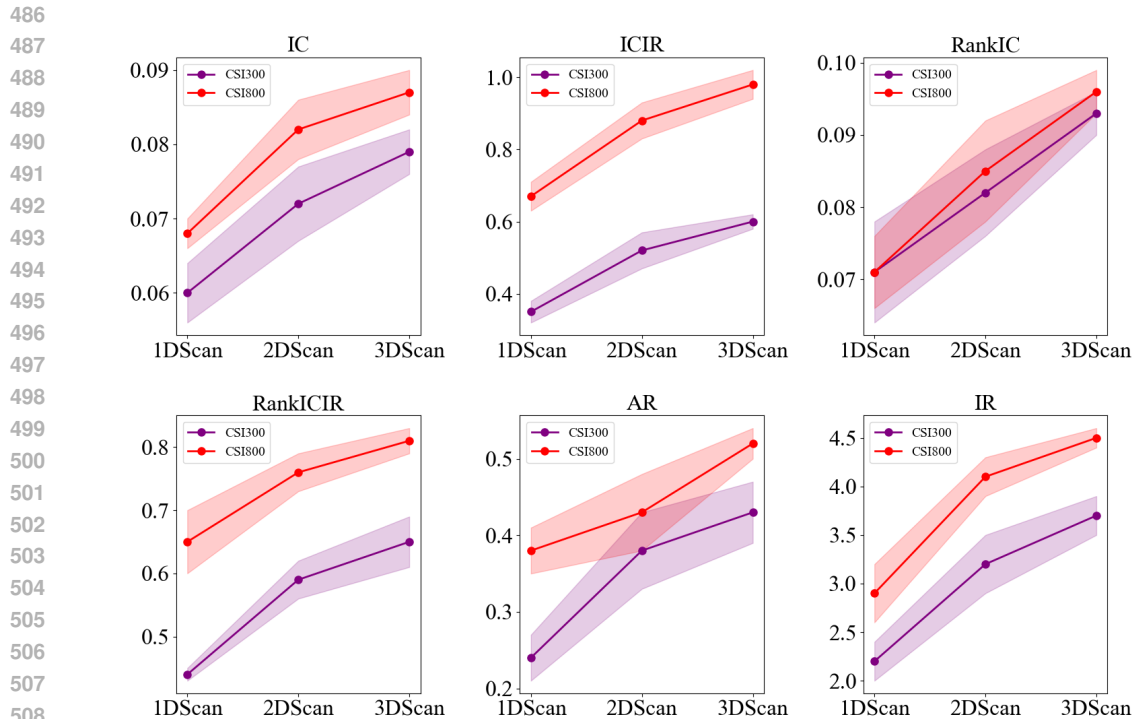 486
487
488
489
490
491
492
493
494
495
496
497
498
499
500
501
502
503
504
505
506
507
508
IC
CSI300
CSI800
0.09
0.08
0.07
0.06
1DScan 2DScan 3DScan
ICIR
CSI300
CSI800
1.0
0.8
0.6
0.4
1DScan 2DScan 3DScan
RankIC
CSI300
CSI800
0.10
0.09
0.08
0.07
1DScan 2DScan 3DScan
RankICIR
CSI300
CSI800
0.8
0.7
0.6
0.5
1DScan 2DScan 3DScan
AR
CSI300
CSI800
0.5
0.4
0.3
0.2
1DScan 2DScan 3DScan
IR
CSI300
CSI800
4.5
4.0
3.5
3.0
2.5
2.0
1DScan 2DScan 3DScan